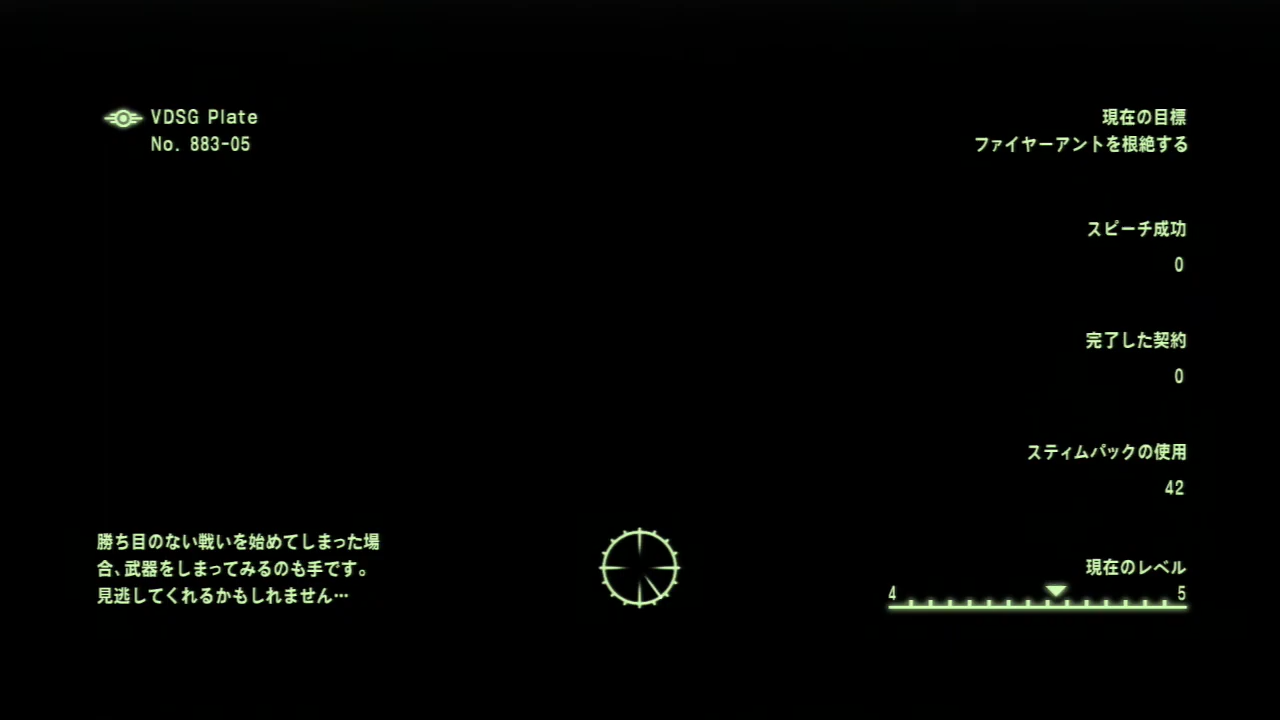 VDSG Plate
No. 883-05
現在の目標
ファイヤーアントを根絶する
スピーチ成功
0
完了した契約
0
スティムパックの使用
42
勝ち目のない戦いを始めてしまった場
合、武器をしまってみるのも手です。
見逃してくれるかもしれません…
現在のレベル
4
5